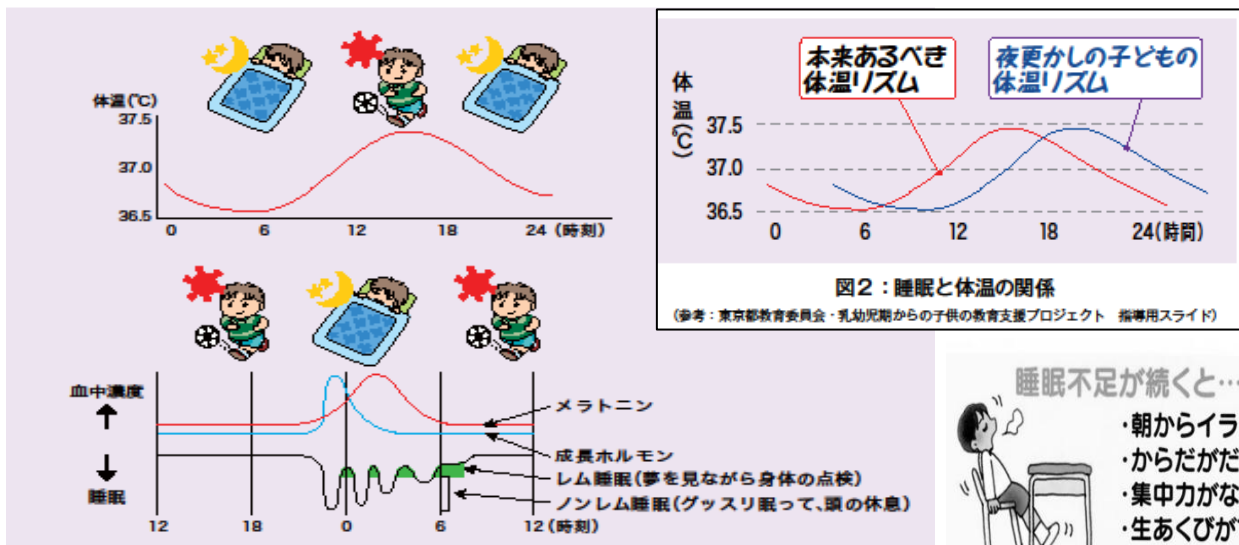 体温(℃)
37.5
37.0
36.5
0 6 12 18 24 (時刻)
本来あるべき
体温リズム
夜更かしの子どもの
体温リズム
体温(℃)
37.5
37.0
36.5
0 6 12 18 24(時間)
図2:睡眠と体温の関係
(参考:東京都教育委員会・乳幼児期からの子供の教育支援プロジェクト 指導用スライド)
血中濃度
睡眠
メラトニン
成長ホルモン
レム睡眠(夢を見ながら身体の点検)
ノンレム睡眠(グッスリ眠って、頭の休息)
12 18 0 6 12(時刻)
睡眠不足が続くと…
・朝からイラ
・からだがだ
・集中力がな
・生あくびが